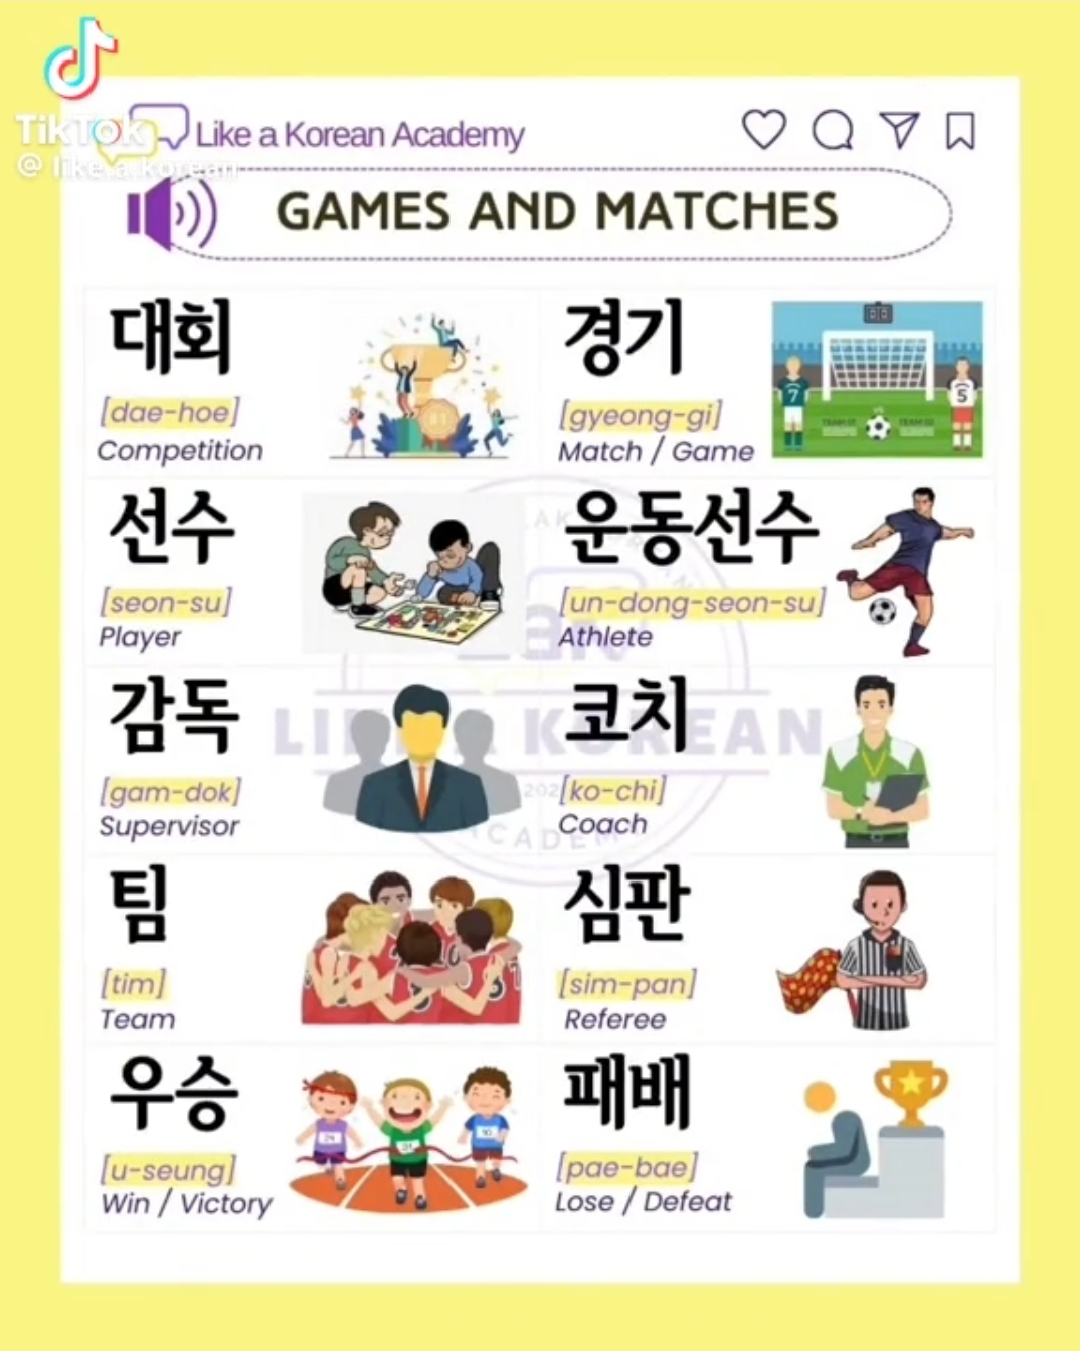 TikTok
@ like.a.korean
Like a Korean Academy
GAMES AND MATCHES
대회
[dae-hoe]
Competition
경기
[gyeong-gi]
Match / Game
7
5
선수
[seon-su]
Player
운동선수
[un-dong-seon-su]
Athlete
감독
[gam-dok]
Supervisor
코치
[ko-chi]
Coach
LIKE A KOREAN
ACADEMY
팀
[tim]
Team
심판
[sim-pan]
Referee
우승
[u-seung]
Win / Victory
패배
[pae-bae]
Lose / Defeat